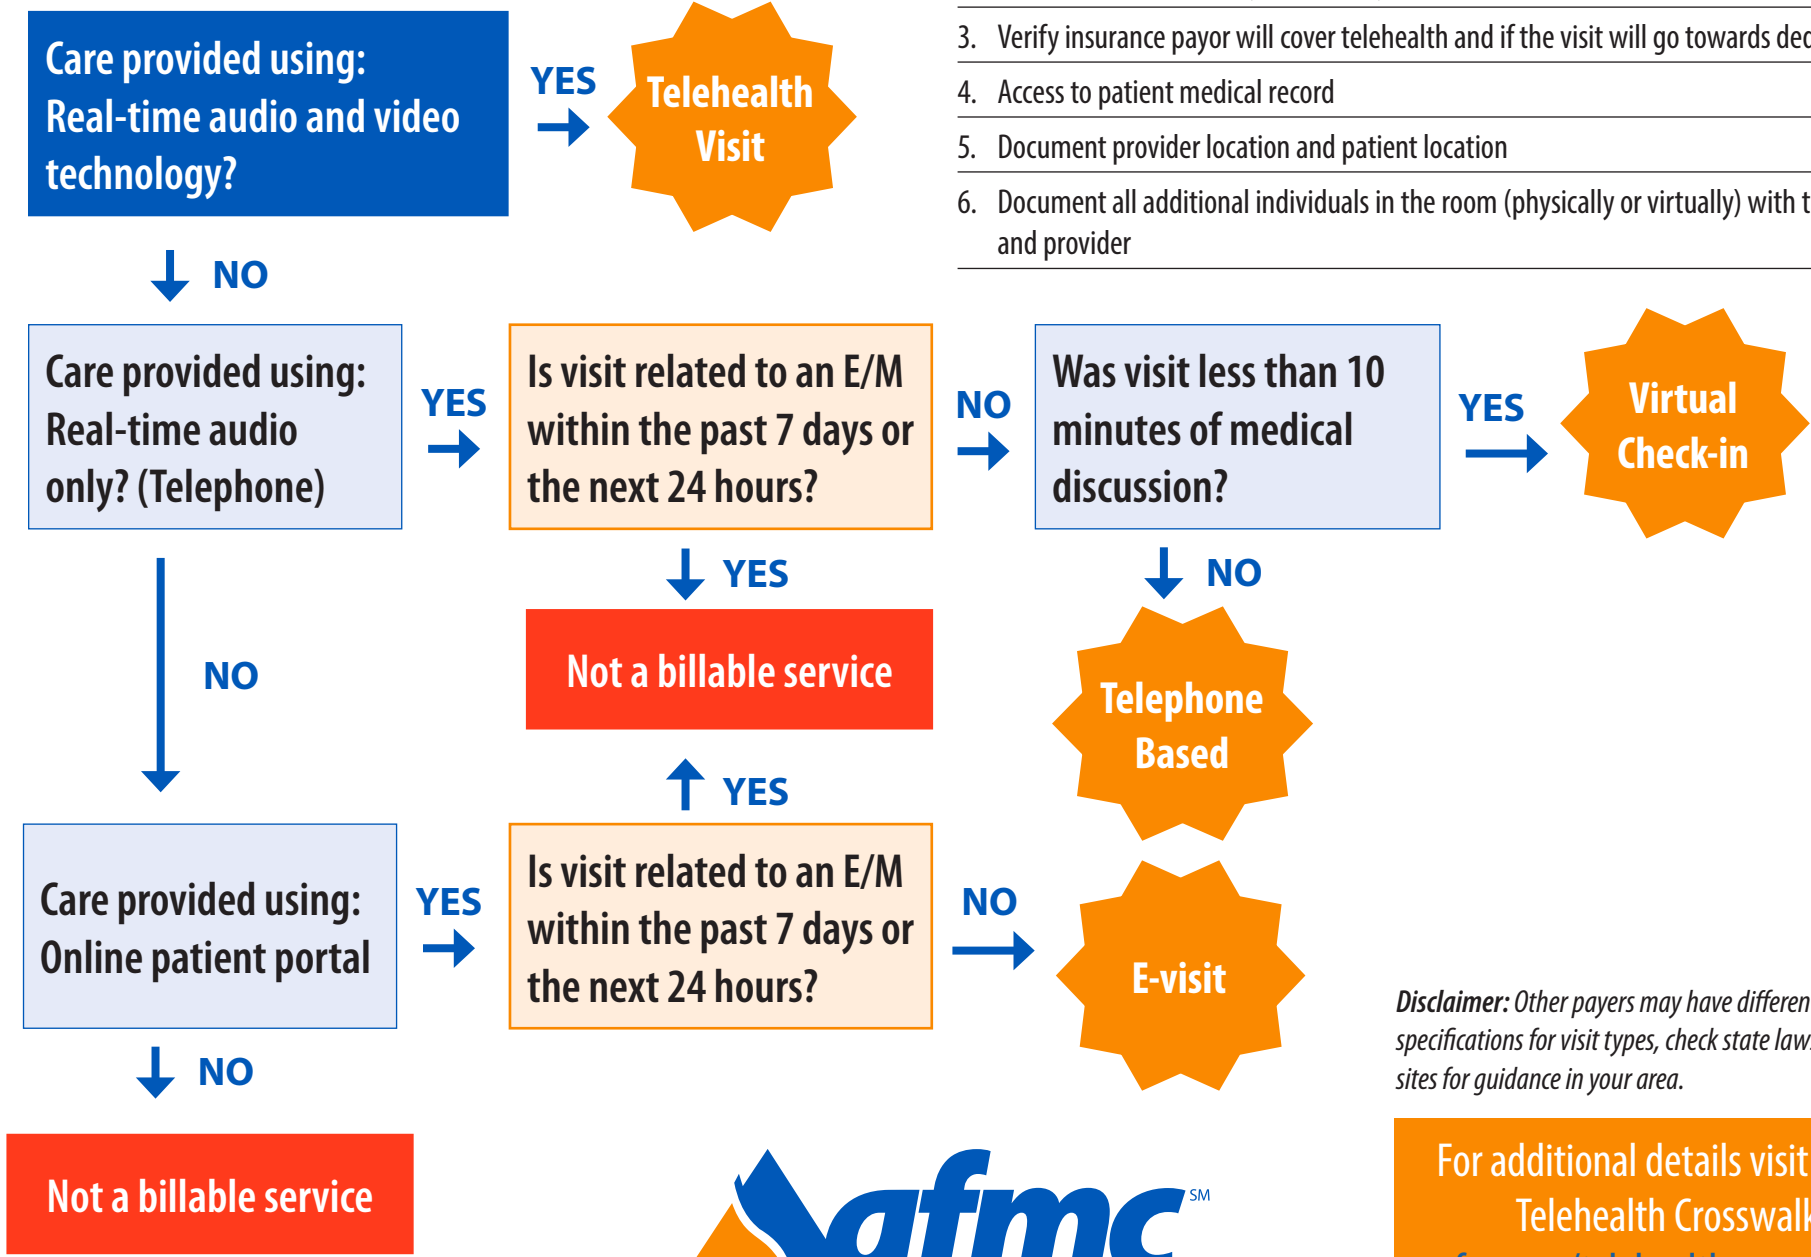 Care provided using:
Real-time audio and video
technology?
YES
Telehealth
Visit
3. Verify insurance payor will cover telehealth and if the visit will go towards
4. Access to patient medical record
5. Document provider location and patient location
6. Document all additional individuals in the room (physically or virtually) with
and provider
NO
Care provided using:
Real-time audio
only? (Telephone)
YES
Is visit related to an E/M
within the past 7 days or
the next 24 hours?
NO
Was visit less than 10
minutes of medical
discussion?
YES
Virtual
Check-in
YES
NO
Not a billable service
NO
Telephone
Based
YES
Care provided using:
Online patient portal
YES
Is visit related to an E/M
within the past 7 days or
the next 24 hours?
NO
E-visit
Disclaimer: Other payers may have
specifications for visit types, check state
sites for guidance in your area.
NO
Not a billable service
afmc SM
For additional details visit
Telehealth Crosswalk